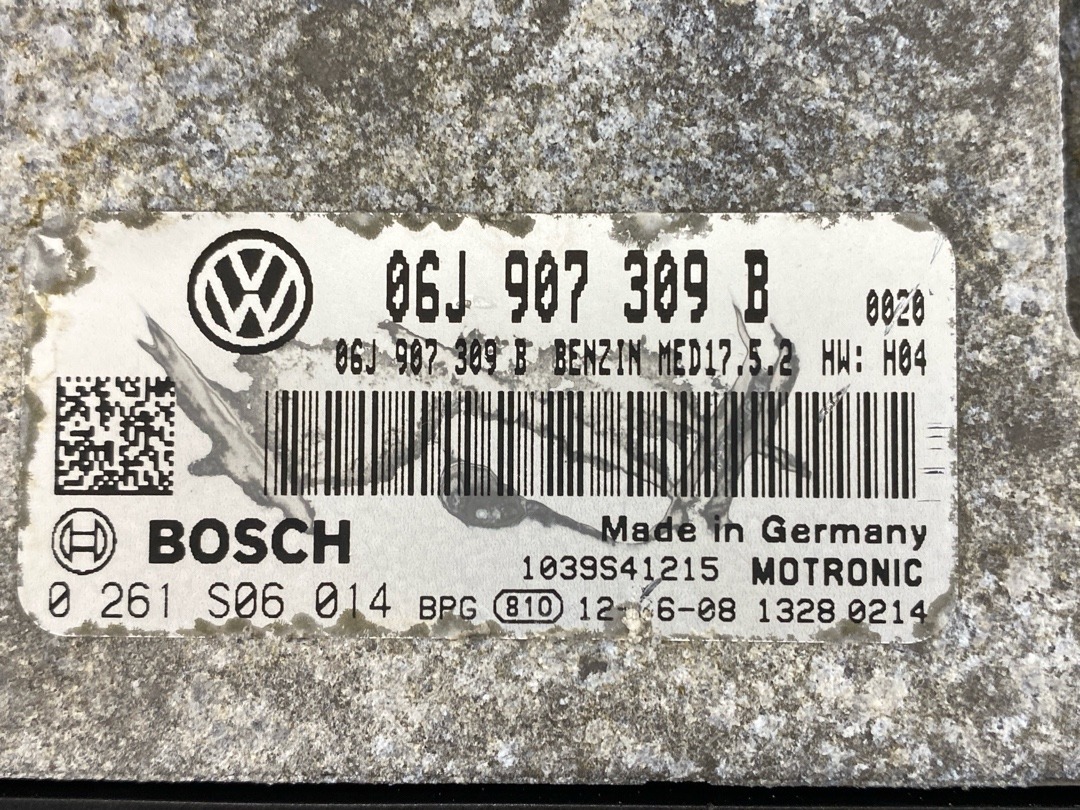 06J 907 309 B 0020
06J 907 309 B BENZIN MED17.5.2 HW: H04
BOSCH Made in Germany
1039S41215 MOTRONIC
0 261 S06 014 BPG 810 1328 0214